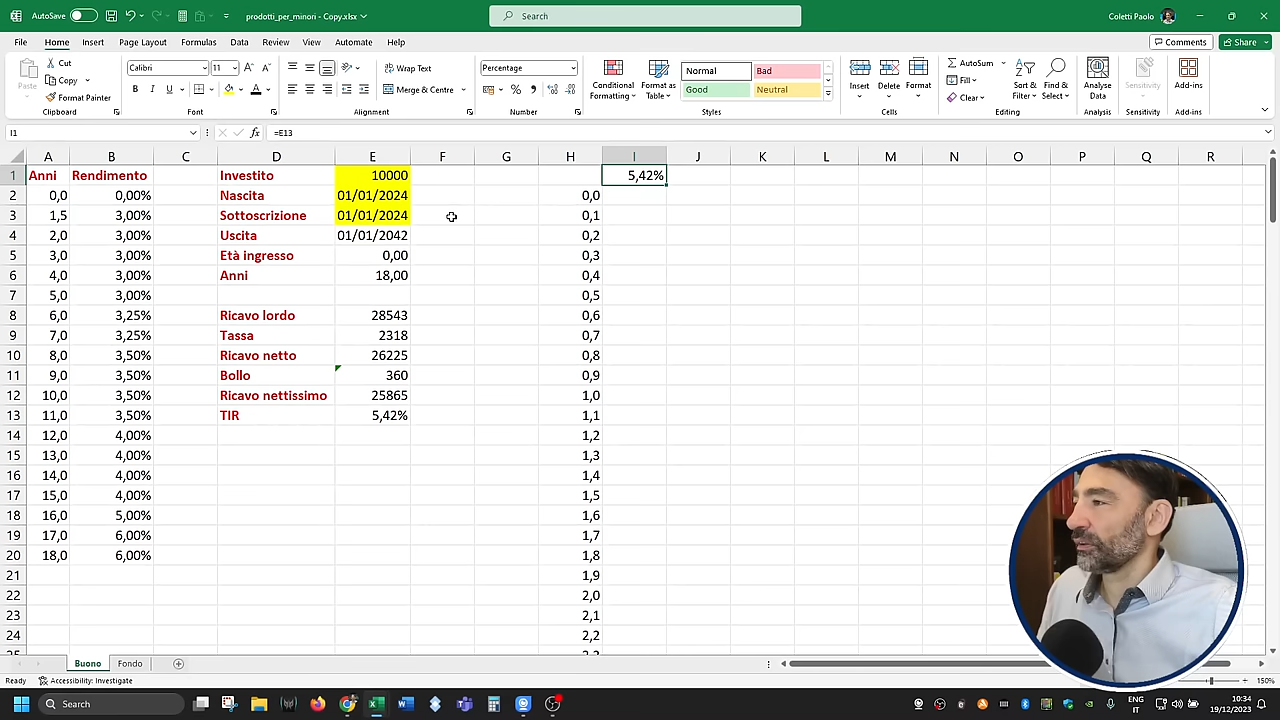 AutoSave prodotti_per_minori - Copy.xlsx Search Coletti Paolo
File Home Insert Page Layout Formulas Data Review View Automate Help Comments Share
Cut Calibri 11 Wrap Text Percentage Normal Bad AutoSum
Copy Good Neutral Fill
Paste Format Painter Merge & Centre Conditional Formatting Format as Table Insert Delete Format Clear Sort & Filter Find & Select Analyse Data Sensitivity Add-ins
Clipboard Font Alignment Number Styles Cells Editing Analysis Sensitivity Add-ins
I1 =E13
A B C D E F G H I J K L M N O P Q R
1 Anni Rendimento Investito 10000 5,42%
2 0,0 0,00% Nascita 01/01/2024 0,0
3 1,5 3,00% Sottoscrizione 01/01/2024 0,1
4 2,0 3,00% Uscita 01/01/2042 0,2
5 3,0 3,00% Età ingresso 0,00 0,3
6 4,0 3,00% Anni 18,00 0,4
7 5,0 3,00% 0,5
8 6,0 3,25% Ricavo lordo 28543 0,6
9 7,0 3,25% Tassa 2318 0,7
10 8,0 3,50% Ricavo netto 26225 0,8
11 9,0 3,50% Bollo 360 0,9
12 10,0 3,50% Ricavo nettissimo 25865 1,0
13 11,0 3,50% TIR 5,42% 1,1
14 12,0 4,00% 1,2
15 13,0 4,00% 1,3
16 14,0 4,00% 1,4
17 15,0 4,00% 1,5
18 16,0 5,00% 1,6
19 17,0 6,00% 1,7
20 18,0 6,00% 1,8
21 1,9
22 2,0
23 2,1
24 2,2
Buono Fondo
Ready Accessibility: Investigate 150%
Search ENG IT 10:34 19/12/2023